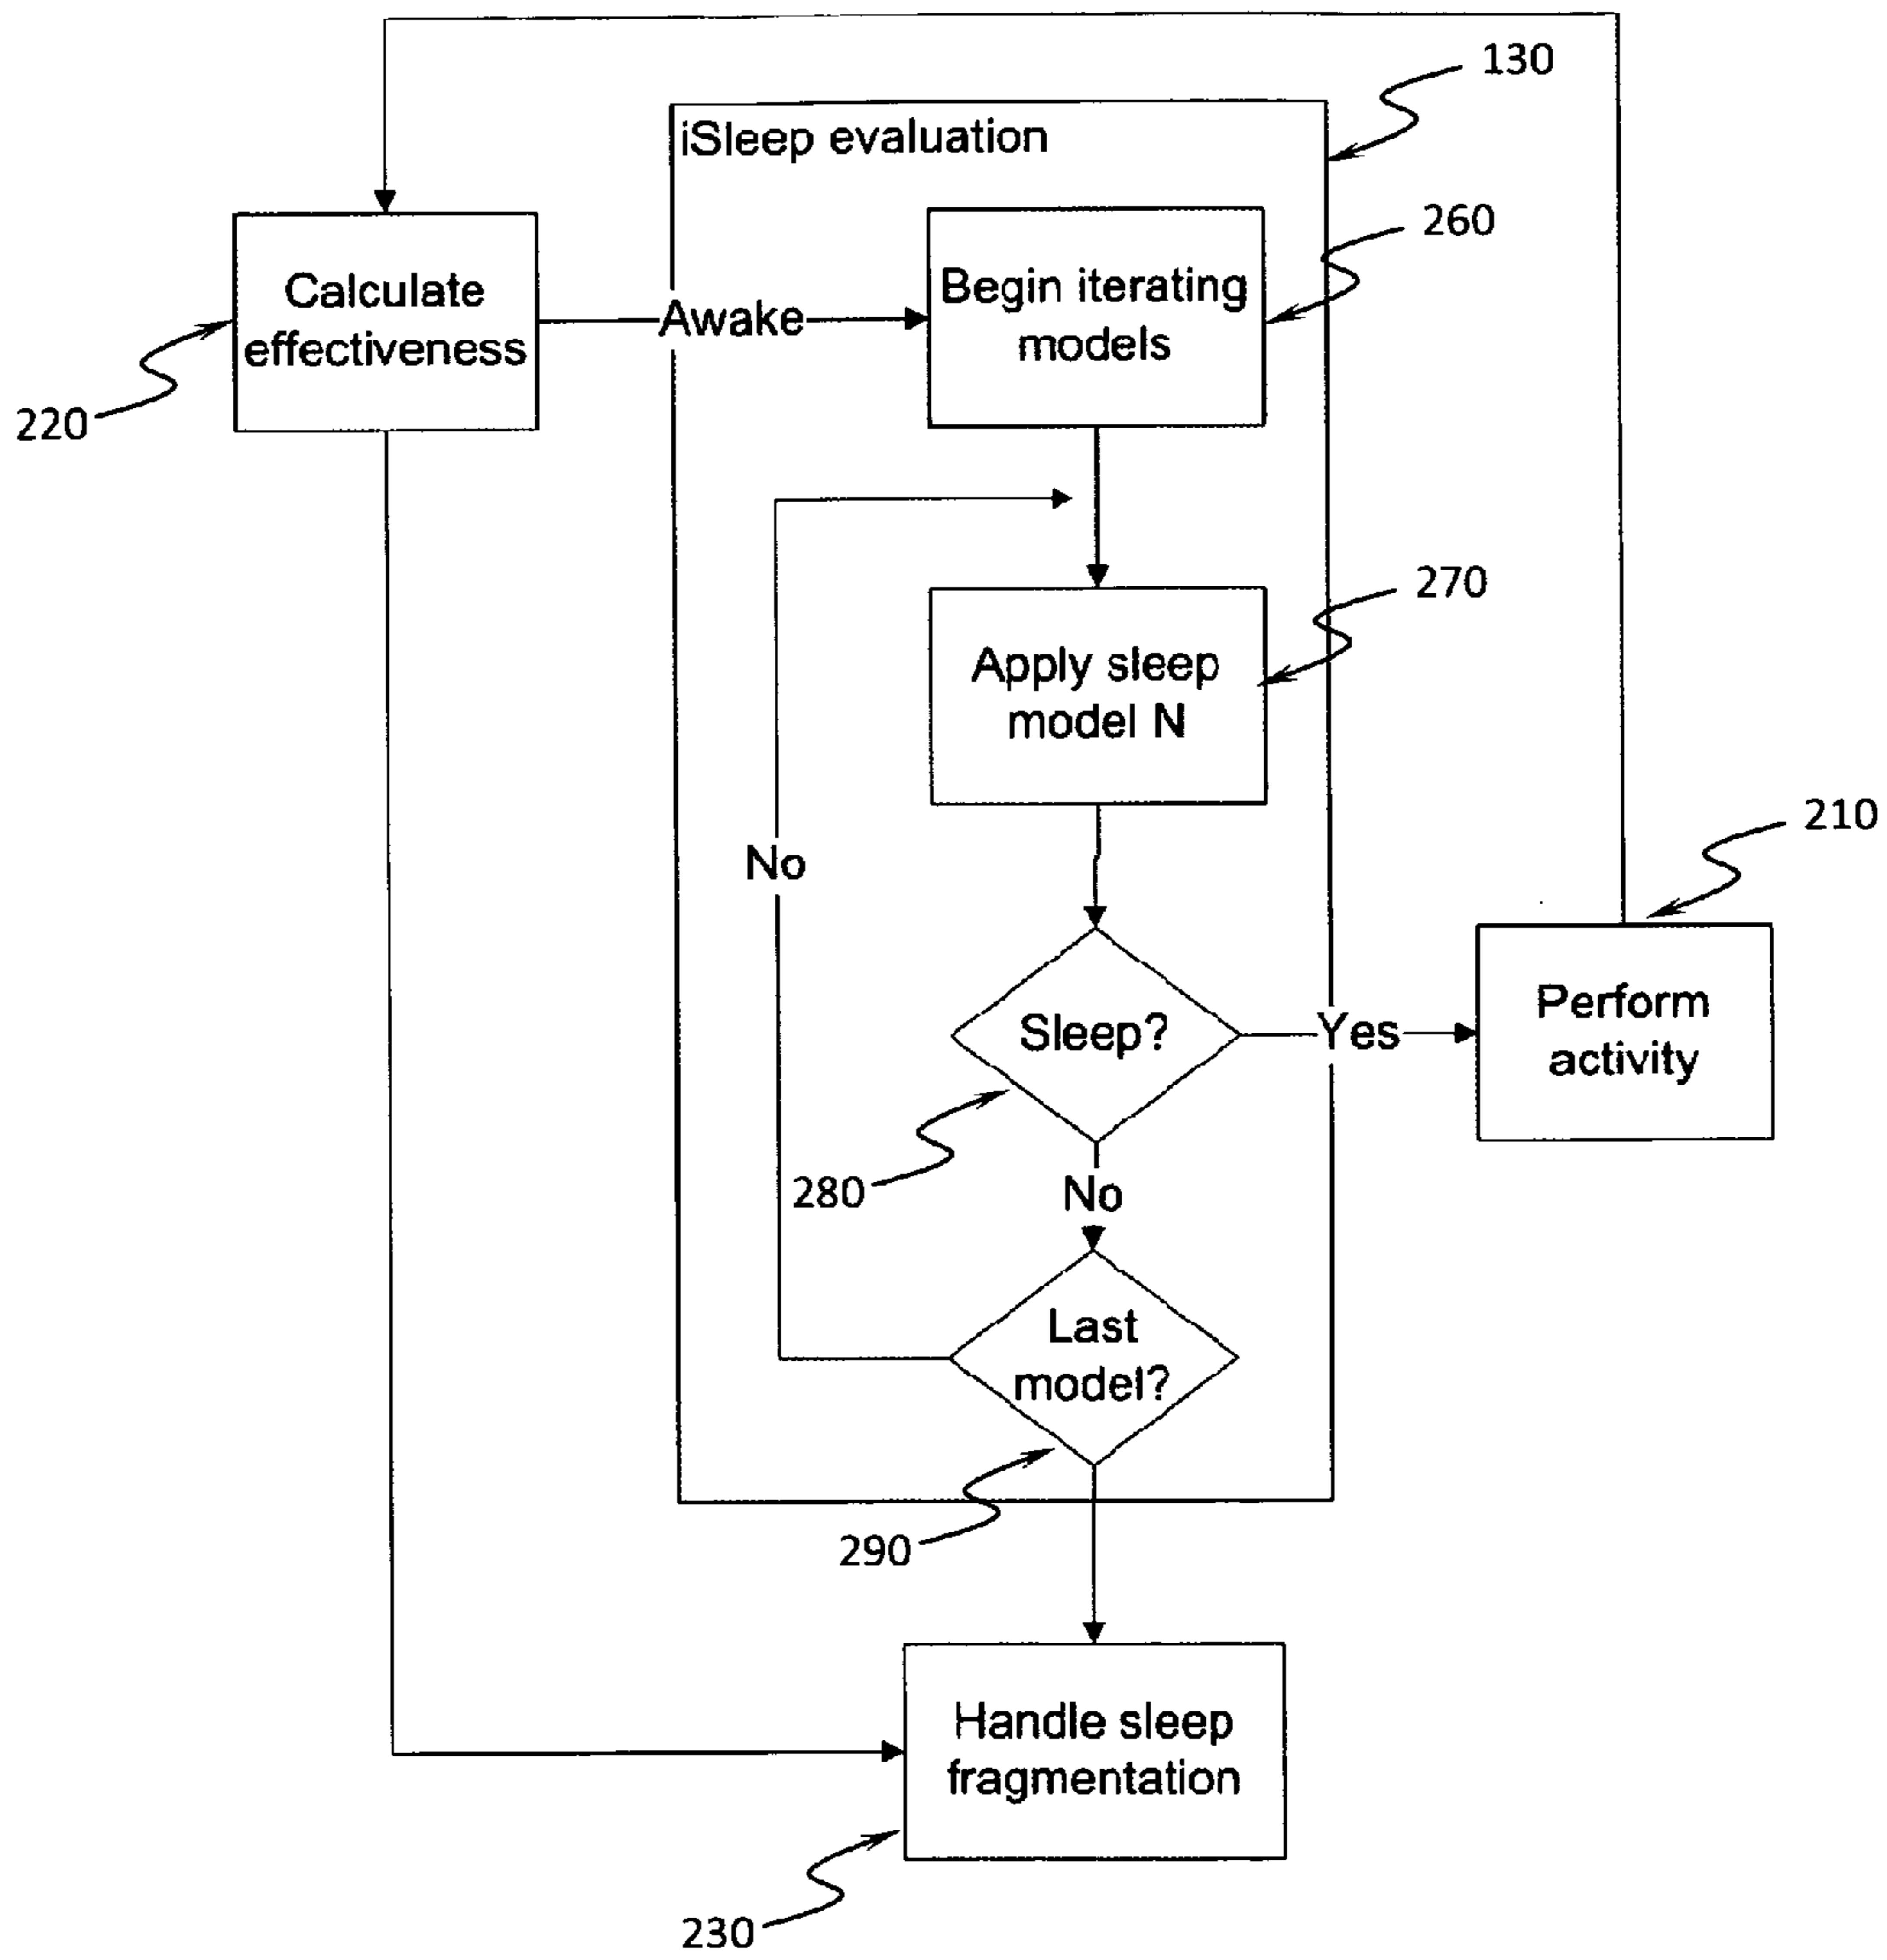 130
iSleep evaluation
260
Begin iterating
models
Calculate
effectiveness
Awake
220
270
Apply sleep
model N
No
210
Perform
activity
Sleep?
Yes
280
No
Last
model?
290
Handle sleep
fragmentation
230